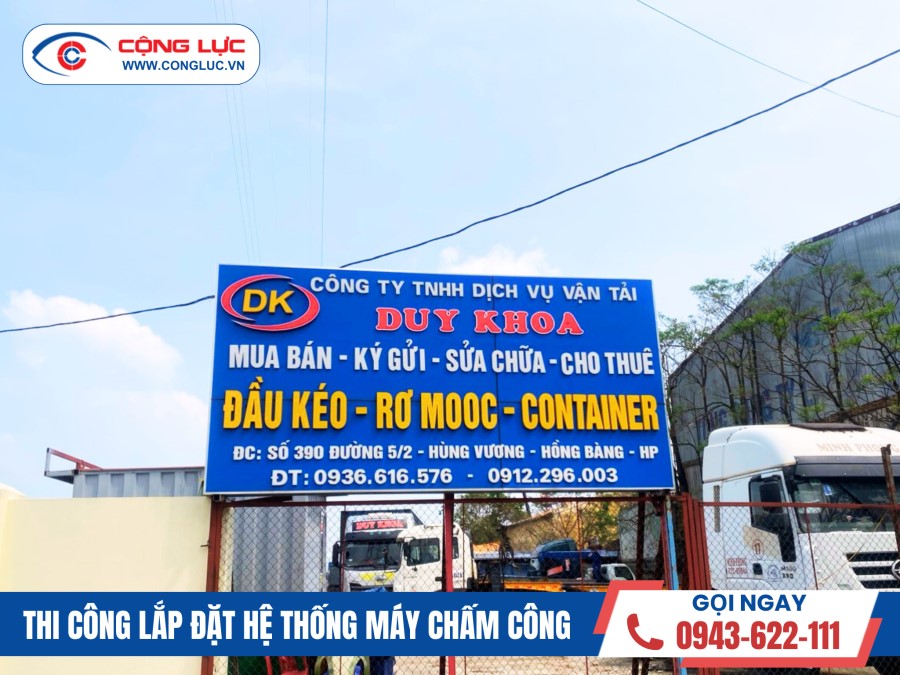 CỘNG LỰC
WWW.CONGLUC.VN
DK
CÔNG TY TNHH DỊCH VỤ VẬN TẢI
DUY KHOA
MUA BÁN - KÝ GỬI - SỬA CHỮA - CHO THUÊ
ĐẦU KÉO - RƠ MOOC - CONTAINER
ĐC: SỐ 390 ĐƯỜNG 5/2 - HÙNG VƯƠNG - HỒNG BÀNG - HP
ĐT: 0936.616.576 - 0912.296.003
DUY KHOA
THI CÔNG LẮP ĐẶT HỆ THỐNG MÁY CHẤM CÔNG
GỌI NGAY
0943-622-111